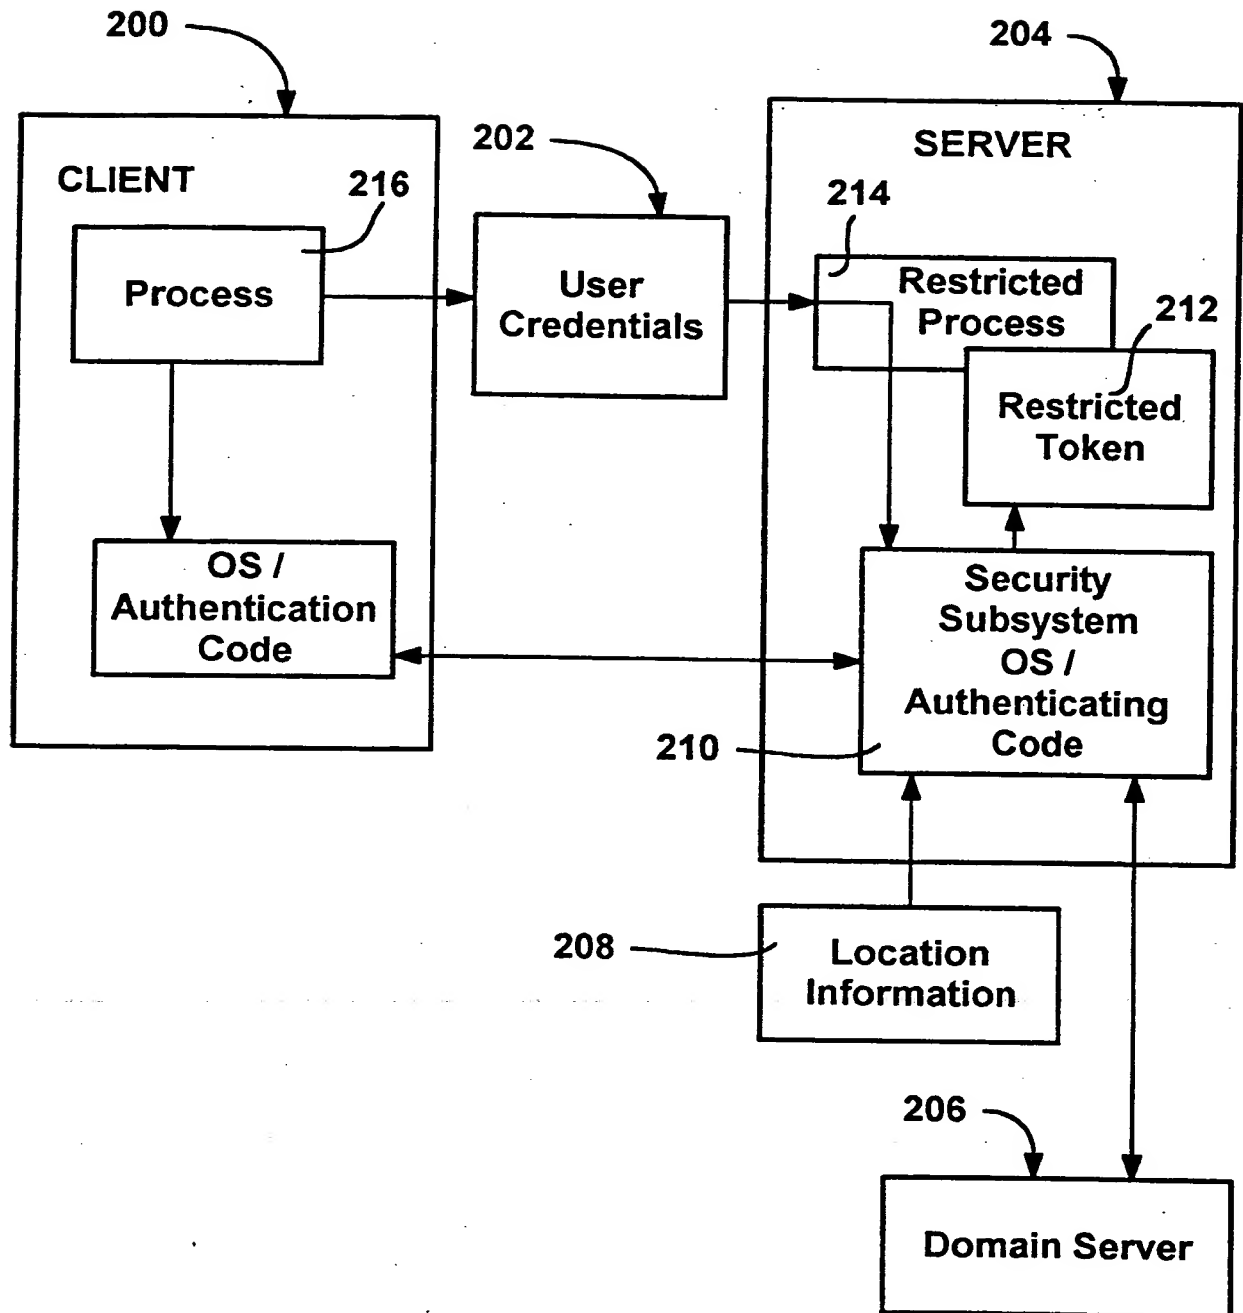 200
204
202
SERVER
CLIENT
216
214
Process
User
Credentials
Restricted
Process
212
Restricted
Token
OS /
Authentication
Code
Security
Subsystem
OS /
Authenticating
Code
210
208
Location
Information
206
Domain Server